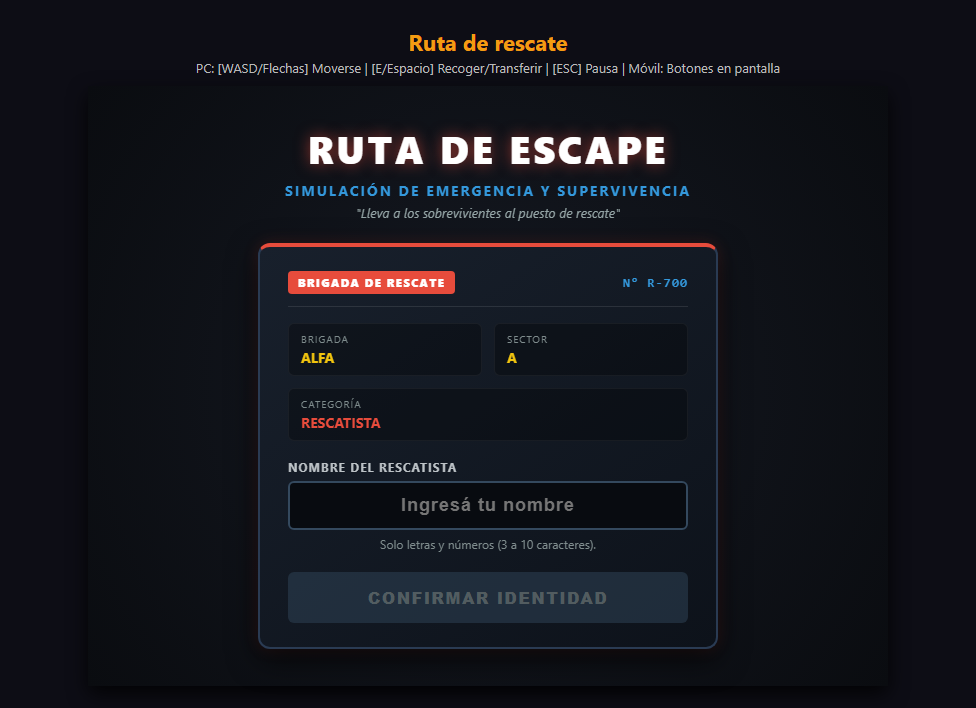 Ruta de rescate
PC: [WASD/Flechas] Moverse | [E/Espacio] Recoger/Transferir | [ESC] Pausa | Móvil: Botones en pantalla
RUTA DE ESCAPE
SIMULACIÓN DE EMERGENCIA Y SUPERVIVENCIA
"Lleva a los sobrevivientes al puesto de rescate"
BRIGADA DE RESCATE
N° R-700
BRIGADA
ALFA
SECTOR
A
CATEGORÍA
RESCATISTA
NOMBRE DEL RESCATISTA
Ingresá tu nombre
Solo letras y números (3 a 10 caracteres).
CONFIRMAR IDENTIDAD